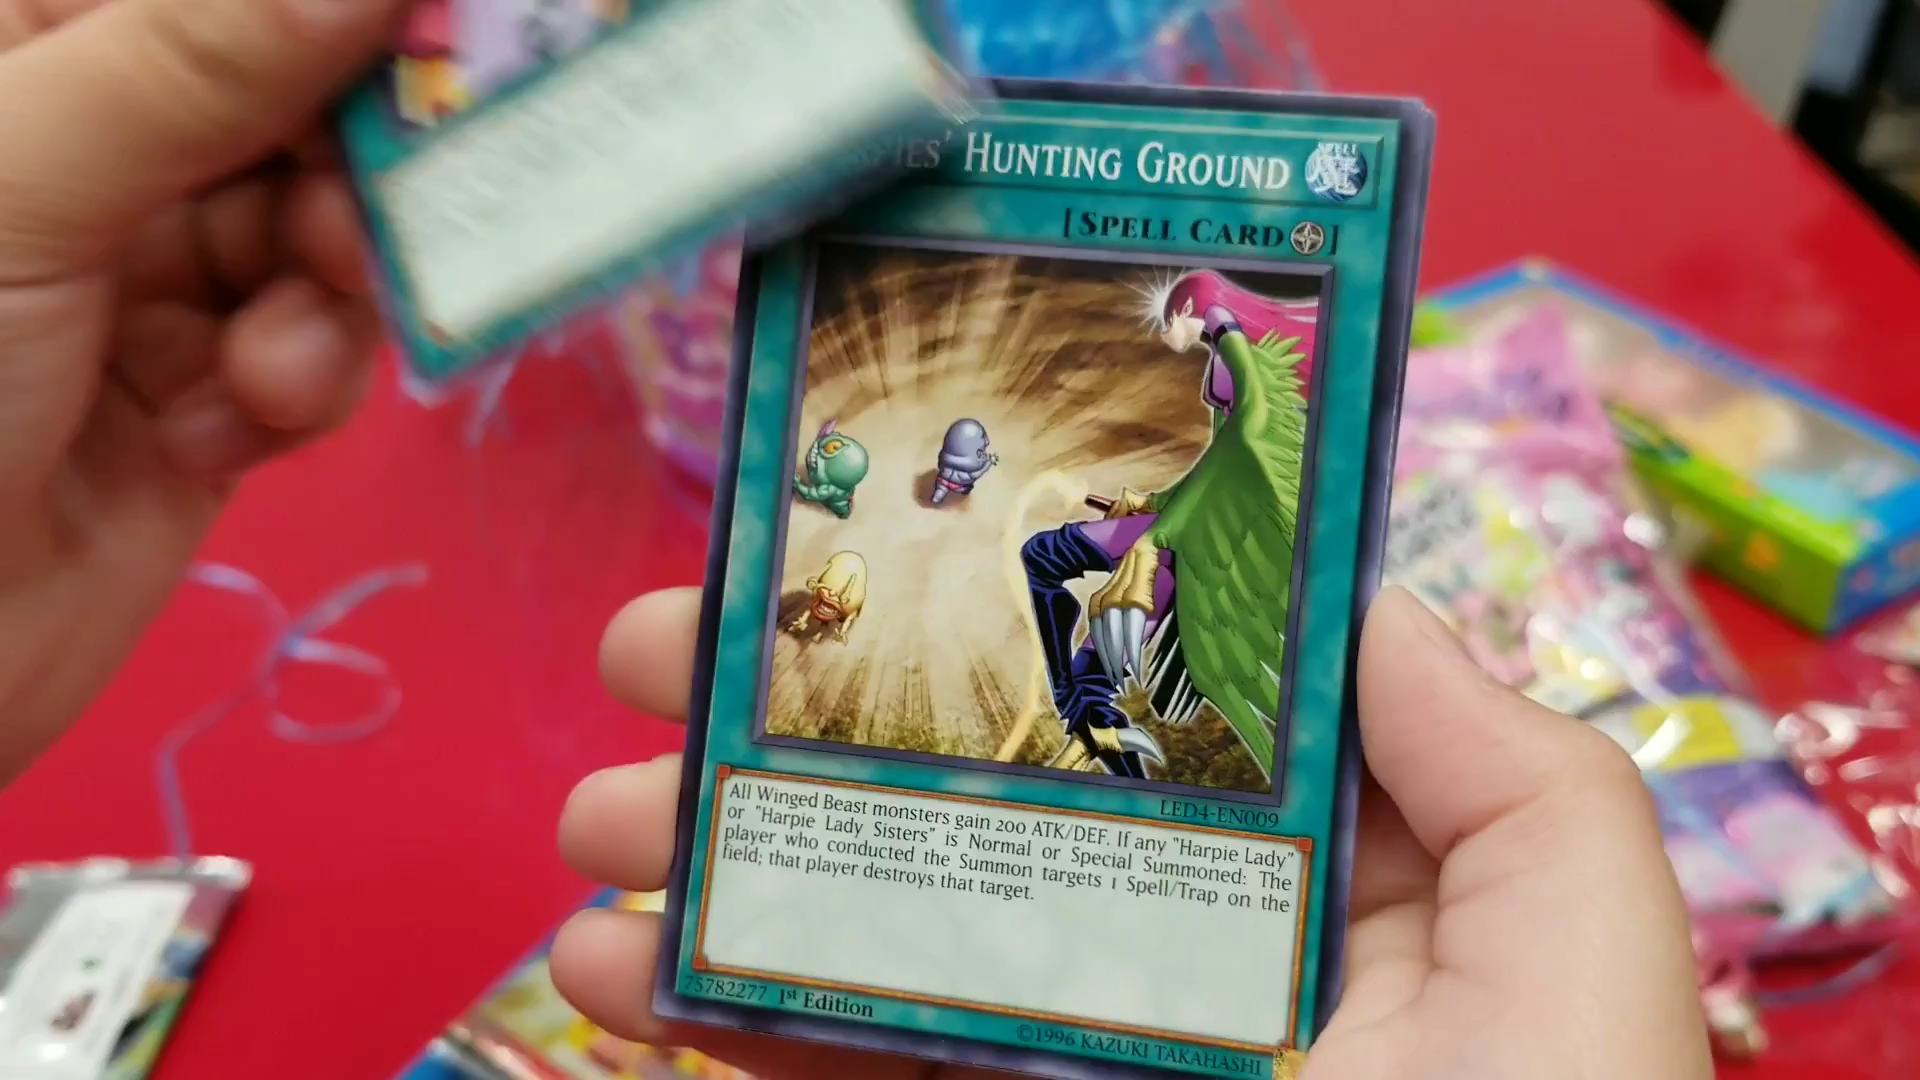 HUNTING GROUND
SPELL
[SPELL CARD]
LED4-EN009
All Winged Beast monsters gain 200 ATK/DEF. If any "Harpie Lady"
or "Harpie Lady Sisters" is Normal or Special Summoned: The
player who conducted the Summon targets 1 Spell/Trap on the
field; that player destroys that target.
75782277 1st Edition
©1996 KAZUKI TAKAHASHI